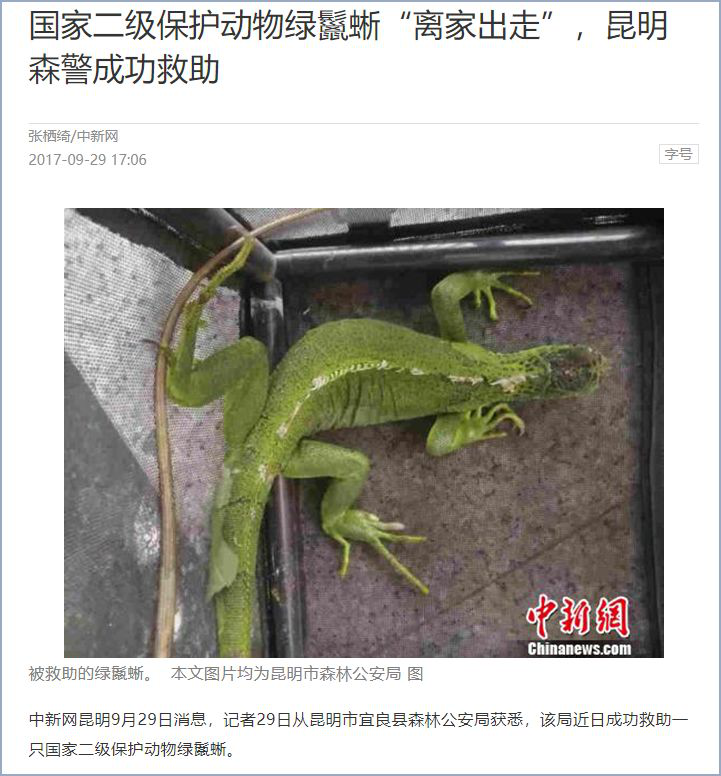 国家二级保护动物绿鬣蜥“离家出走”，昆明
森警成功救助
张栖绮/中新网
2017-09-29 17:06
字号
中新网
Chinanews.com
被救助的绿鬣蜥。 本文图片均为昆明市森林公安局 图
中新网昆明9月29日消息，记者29日从昆明市宜良县森林公安局获悉，该局近日成功救助一
只国家二级保护动物绿鬣蜥。